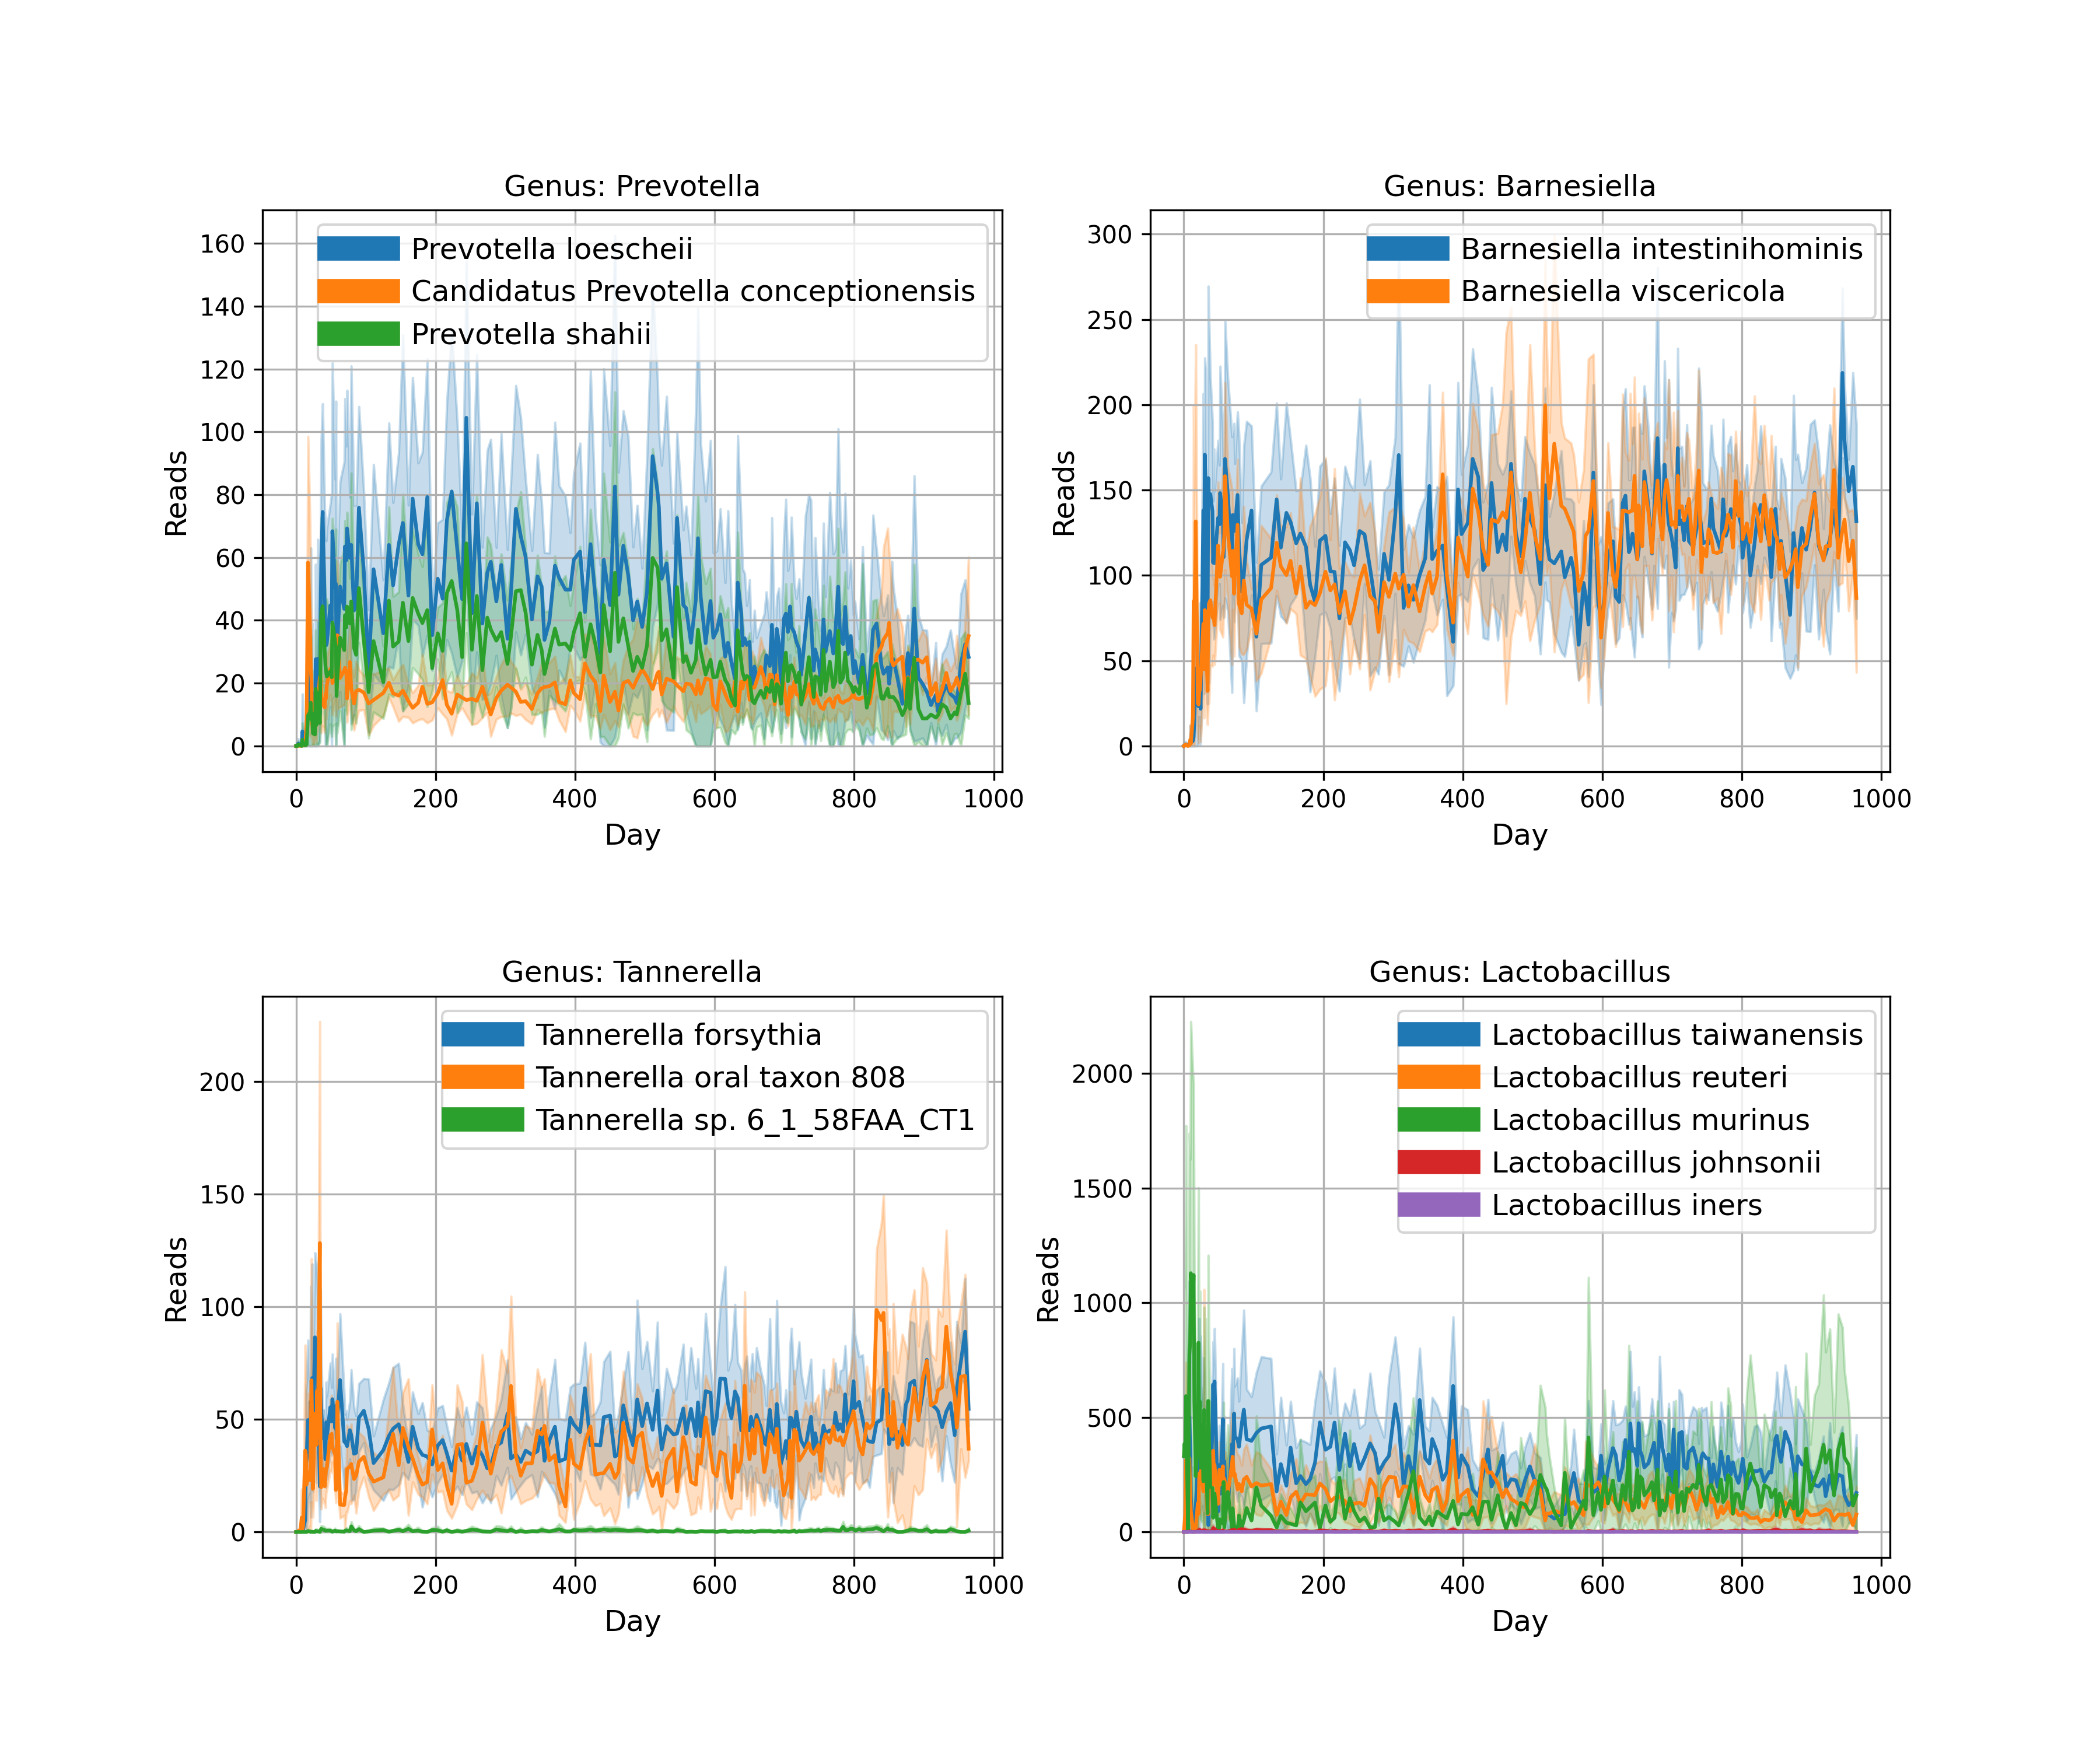 Genus: Prevotella
160
140
120
100
80
60
40
20
0
Reads
Prevotella loescheii
Candidatus Prevotella conceptionensis
Prevotella shahii
0 200 400 600 800 1000
Day
Genus: Barnesiella
300
250
200
150
100
50
0
Reads
Barnesiella intestinihominis
Barnesiella viscericola
0 200 400 600 800 1000
Day
Genus: Tannerella
200
150
100
50
0
Reads
Tannerella forsythia
Tannerella oral taxon 808
Tannerella sp. 6_1_58FAA_CT1
0 200 400 600 800 1000
Day
Genus: Lactobacillus
2000
1500
1000
500
0
Reads
Lactobacillus taiwanensis
Lactobacillus reuteri
Lactobacillus murinus
Lactobacillus johnsonii
Lactobacillus iners
0 200 400 600 800 1000
Day